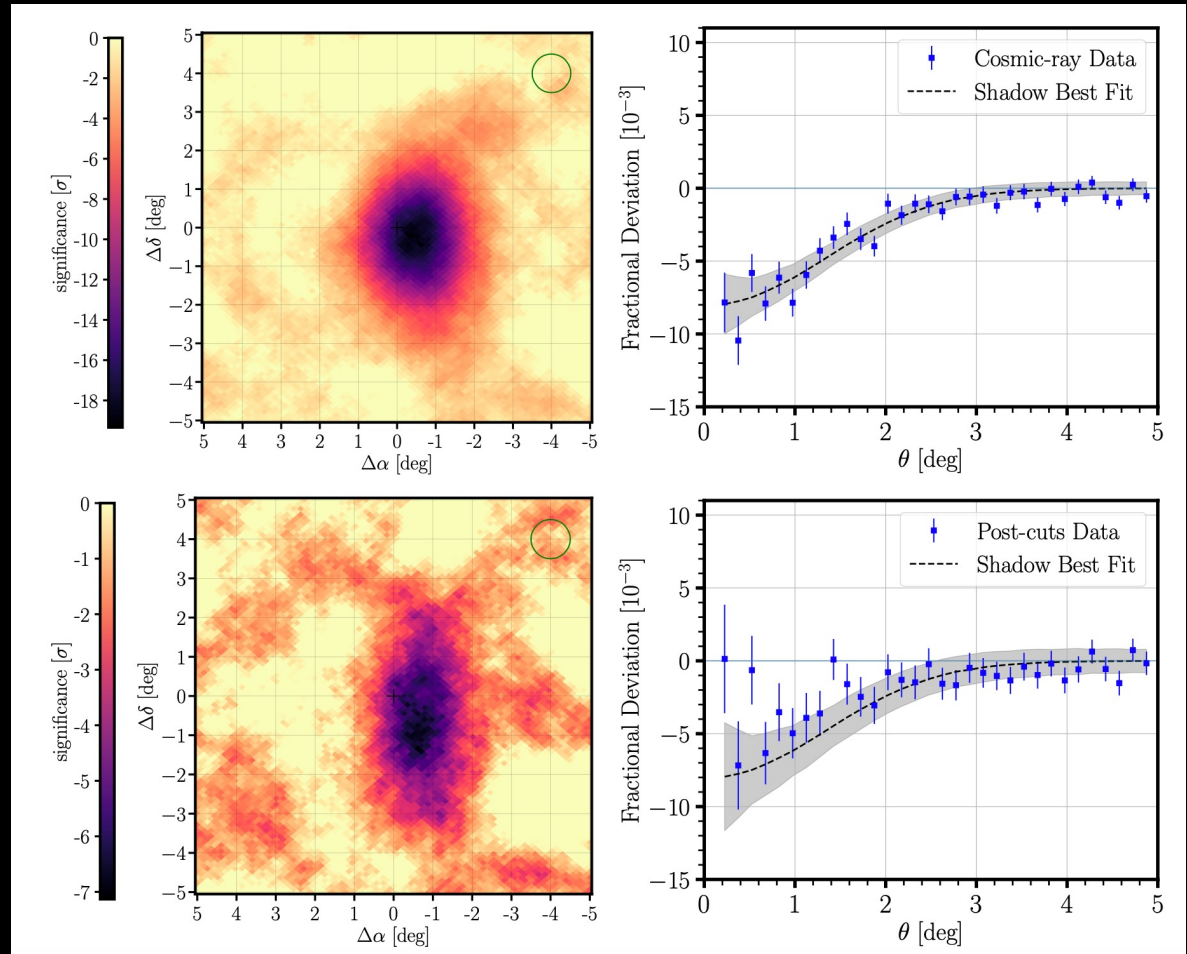 0
-2
-4
-6
-8
-10
-12
-14
-16
-18
significance [σ]
5
4
3
2
1
0
−1
−2
−3
−4
−5
Δδ [deg]
5 4 3 2 1 0 -1 -2 -3 -4 -5
Δα [deg]
10
5
0
−5
−10
−15
Fractional Deviation [10⁻³]
Cosmic-ray Data
Shadow Best Fit
0 1 2 3 4 5
θ [deg]
0
-1
-2
-3
-4
-5
-6
-7
significance [σ]
5
4
3
2
1
0
−1
−2
−3
−4
−5
Δδ [deg]
5 4 3 2 1 0 -1 -2 -3 -4 -5
Δα [deg]
10
5
0
−5
−10
−15
Fractional Deviation [10⁻³]
Post-cuts Data
Shadow Best Fit
0 1 2 3 4 5
θ [deg]